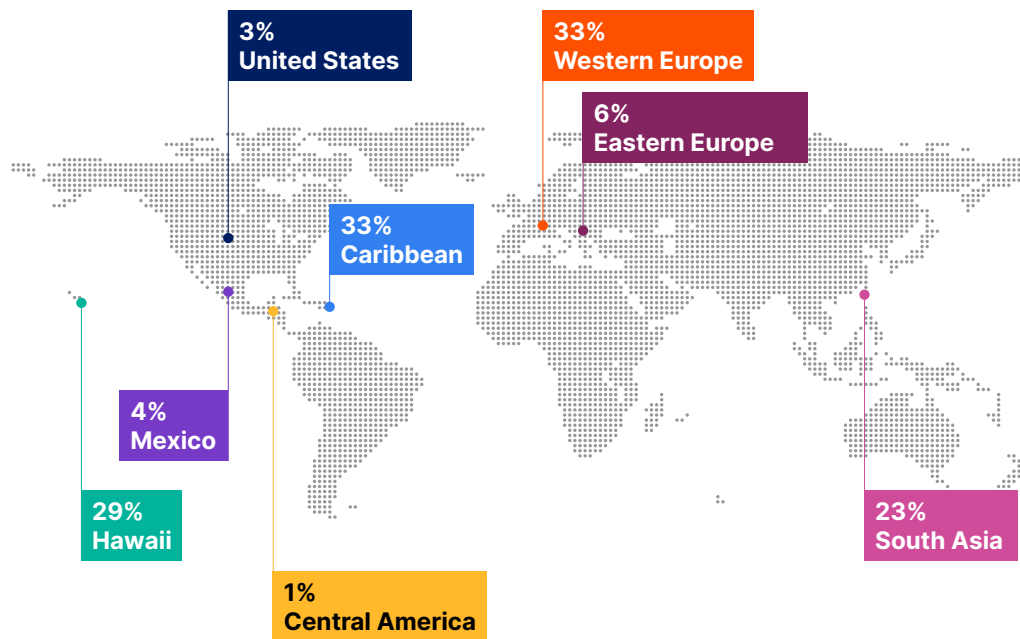 3%
United States
33%
Western Europe
6%
Eastern Europe
33%
Caribbean
4%
Mexico
29%
Hawaii
23%
South Asia
1%
Central America